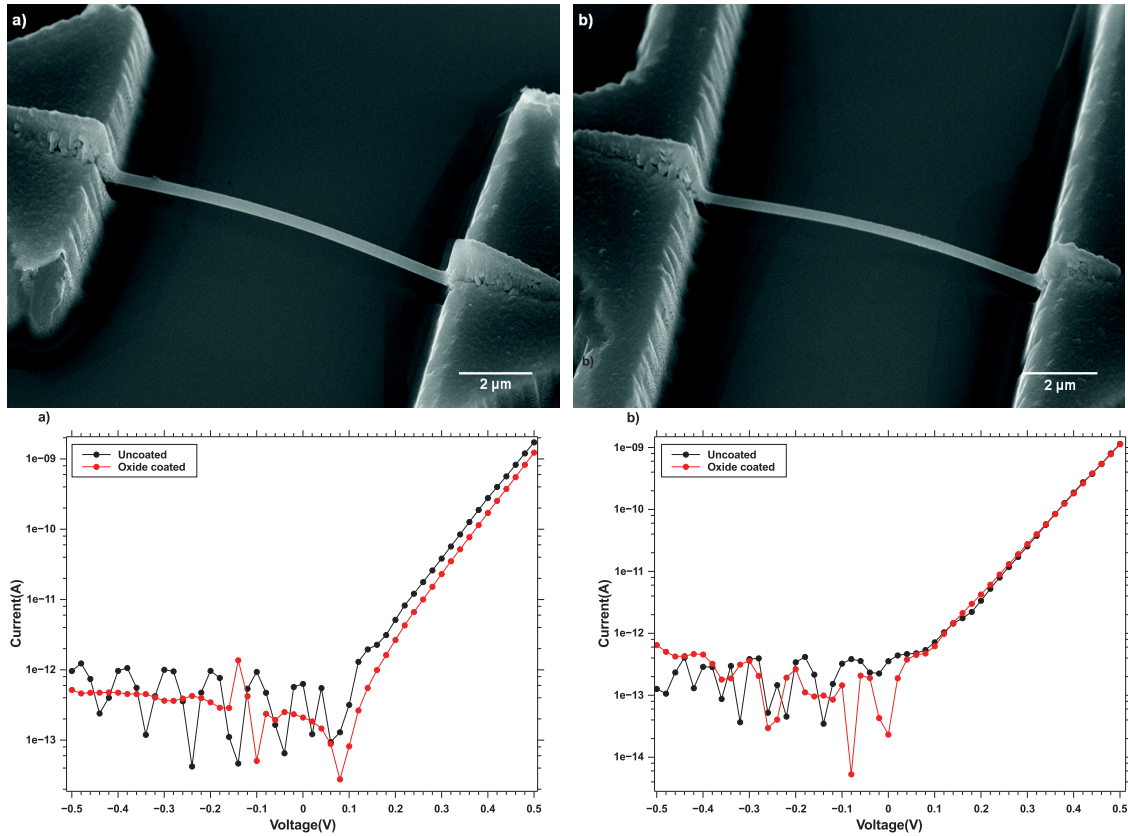 a)
b)
b)
2 µm
2 µm
a)
b)
Uncoated
Oxide coated
Uncoated
Oxide coated
1e−09
1e−10
1e−11
1e−12
1e−13
Current(A)
−0.5
−0.4
−0.3
−0.2
−0.1
0
0.1
0.2
0.3
0.4
0.5
Voltage(V)
1e−09
1e−10
1e−11
1e−12
1e−13
1e−14
Current(A)
−0.5
−0.4
−0.3
−0.2
−0.1
0
0.1
0.2
0.3
0.4
0.5
Voltage(V)